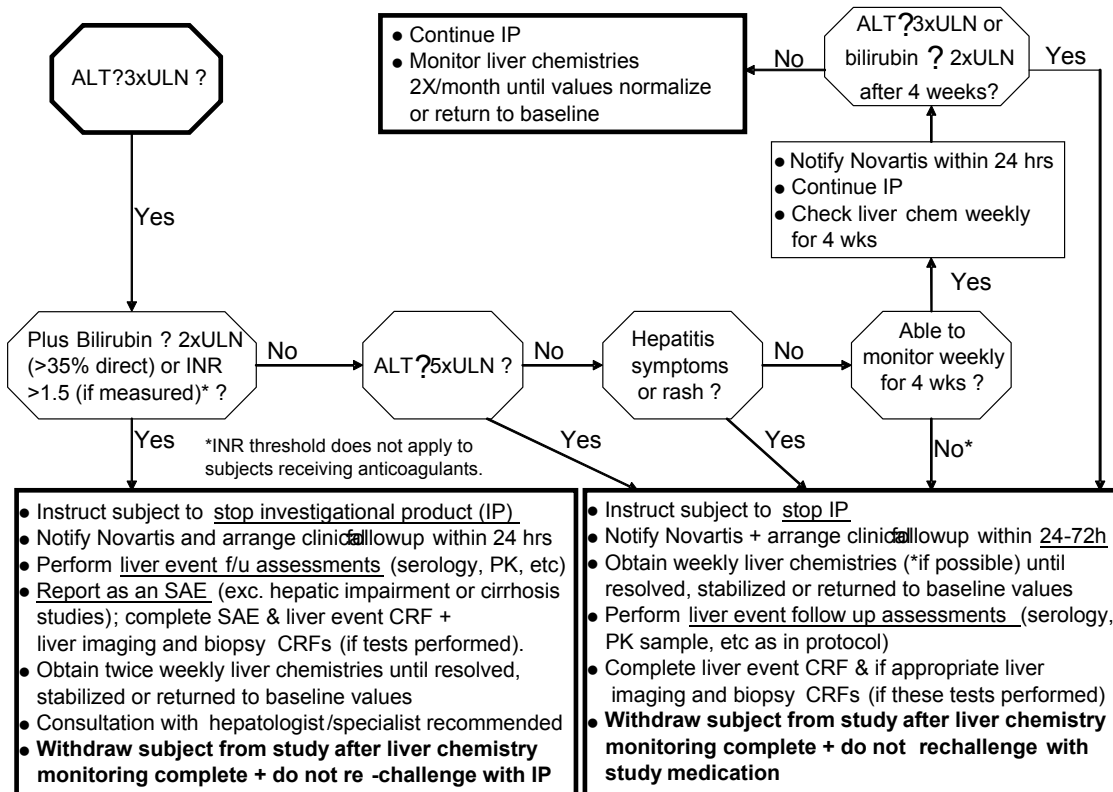 ALT?3xULN ?
● Continue IP
● Monitor liver chemistries
2X/month until values normalize
or return to baseline
No
ALT?3xULN or
bilirubin ? 2xULN
after 4 weeks?
Yes
● Notify Novartis within 24 hrs
● Continue IP
● Check liver chem weekly
for 4 wks
Yes
Yes
Plus Bilirubin ? 2xULN
(>35% direct) or INR
>1.5 (if measured)* ?
No
ALT?5xULN ?
No
Hepatitis
symptoms
or rash ?
No
Able to
monitor weekly
for 4 wks ?
Yes
*INR threshold does not apply to
subjects receiving anticoagulants.
Yes
Yes
No*
● Instruct subject to stop investigational product (IP)
● Notify Novartis and arrange clinical followup within 24 hrs
● Perform liver event f/u assessments (serology, PK, etc)
● Report as an SAE (exc. hepatic impairment or cirrhosis
studies); complete SAE & liver event CRF +
liver imaging and biopsy CRFs (if tests performed).
● Obtain twice weekly liver chemistries until resolved,
stabilized or returned to baseline values
● Consultation with hepatologist/specialist recommended
● Withdraw subject from study after liver chemistry
monitoring complete + do not re -challenge with IP
● Instruct subject to stop IP
● Notify Novartis + arrange clinical followup within 24-72h
● Obtain weekly liver chemistries (*if possible) until
resolved, stabilized or returned to baseline values
● Perform liver event follow up assessments (serology,
PK sample, etc as in protocol)
● Complete liver event CRF & if appropriate liver
imaging and biopsy CRFs (if these tests performed)
● Withdraw subject from study after liver chemistry
monitoring complete + do not rechallenge with
study medication